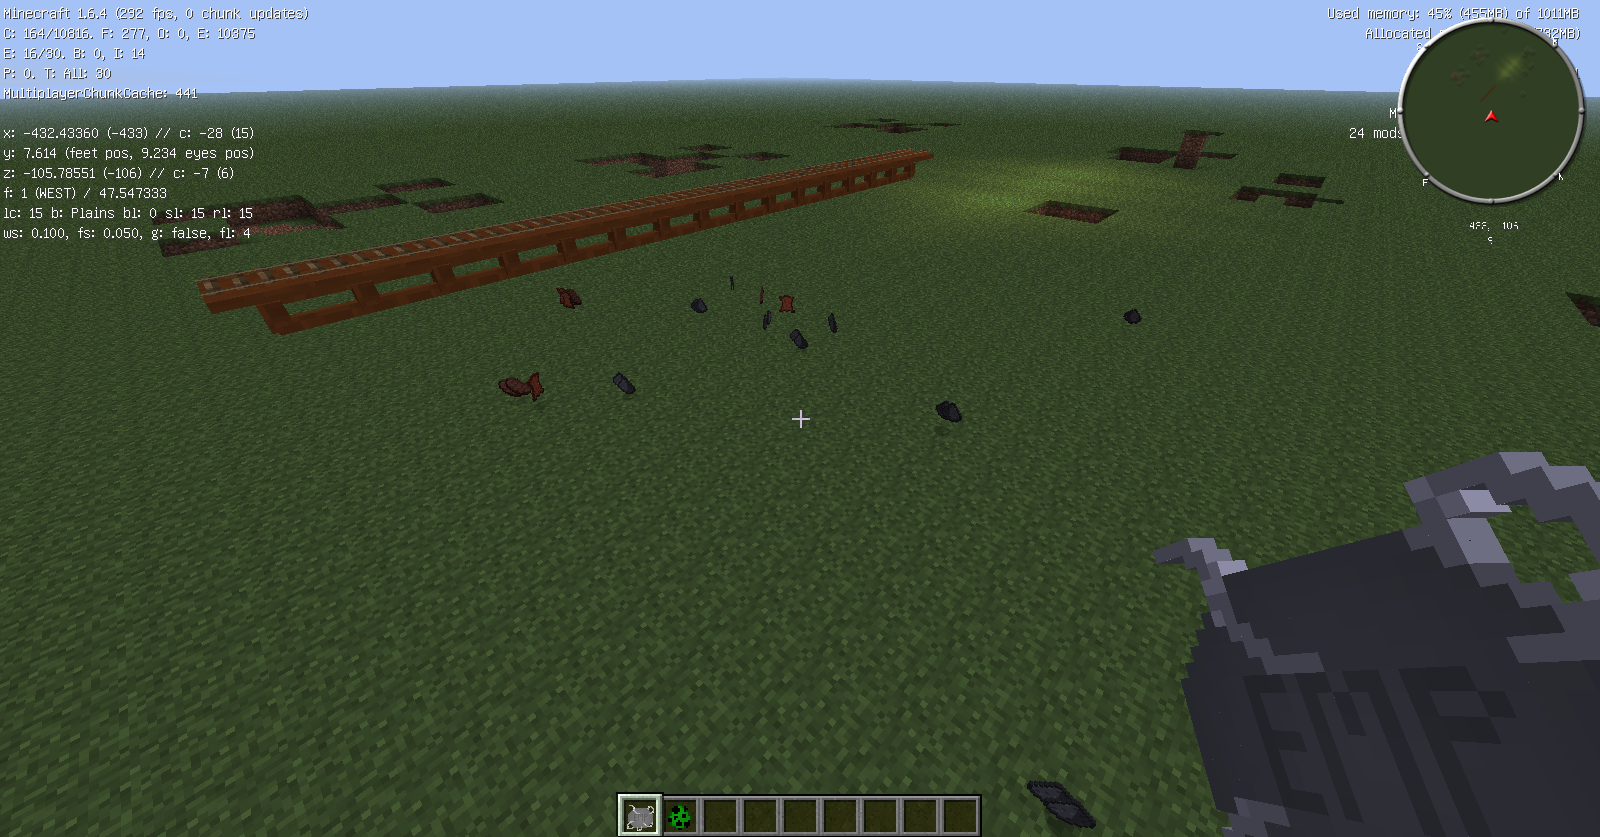 Minecraft 1.6.4 (292 fps, 0 chunk updates)
C: 164/10816. F: 277, O: 0, E: 10375
E: 16/30. B: 0, I: 14
P: 0. T: All: 30
MultiplayerChunkCache: 441
x: -432.43360 (-433) // c: -28 (15)
y: 7.614 (feet pos, 9.234 eyes pos)
z: -105.78551 (-106) // c: -7 (6)
f: 1 (WEST) / 47.547333
lc: 15 b: Plains bl: 0 sl: 15 rl: 15
ws: 0.100, fs: 0.050, g: false, fl: 4
Used memory: 45% (455MB) of 1011MB
Allocated
M
24 mods
EMP